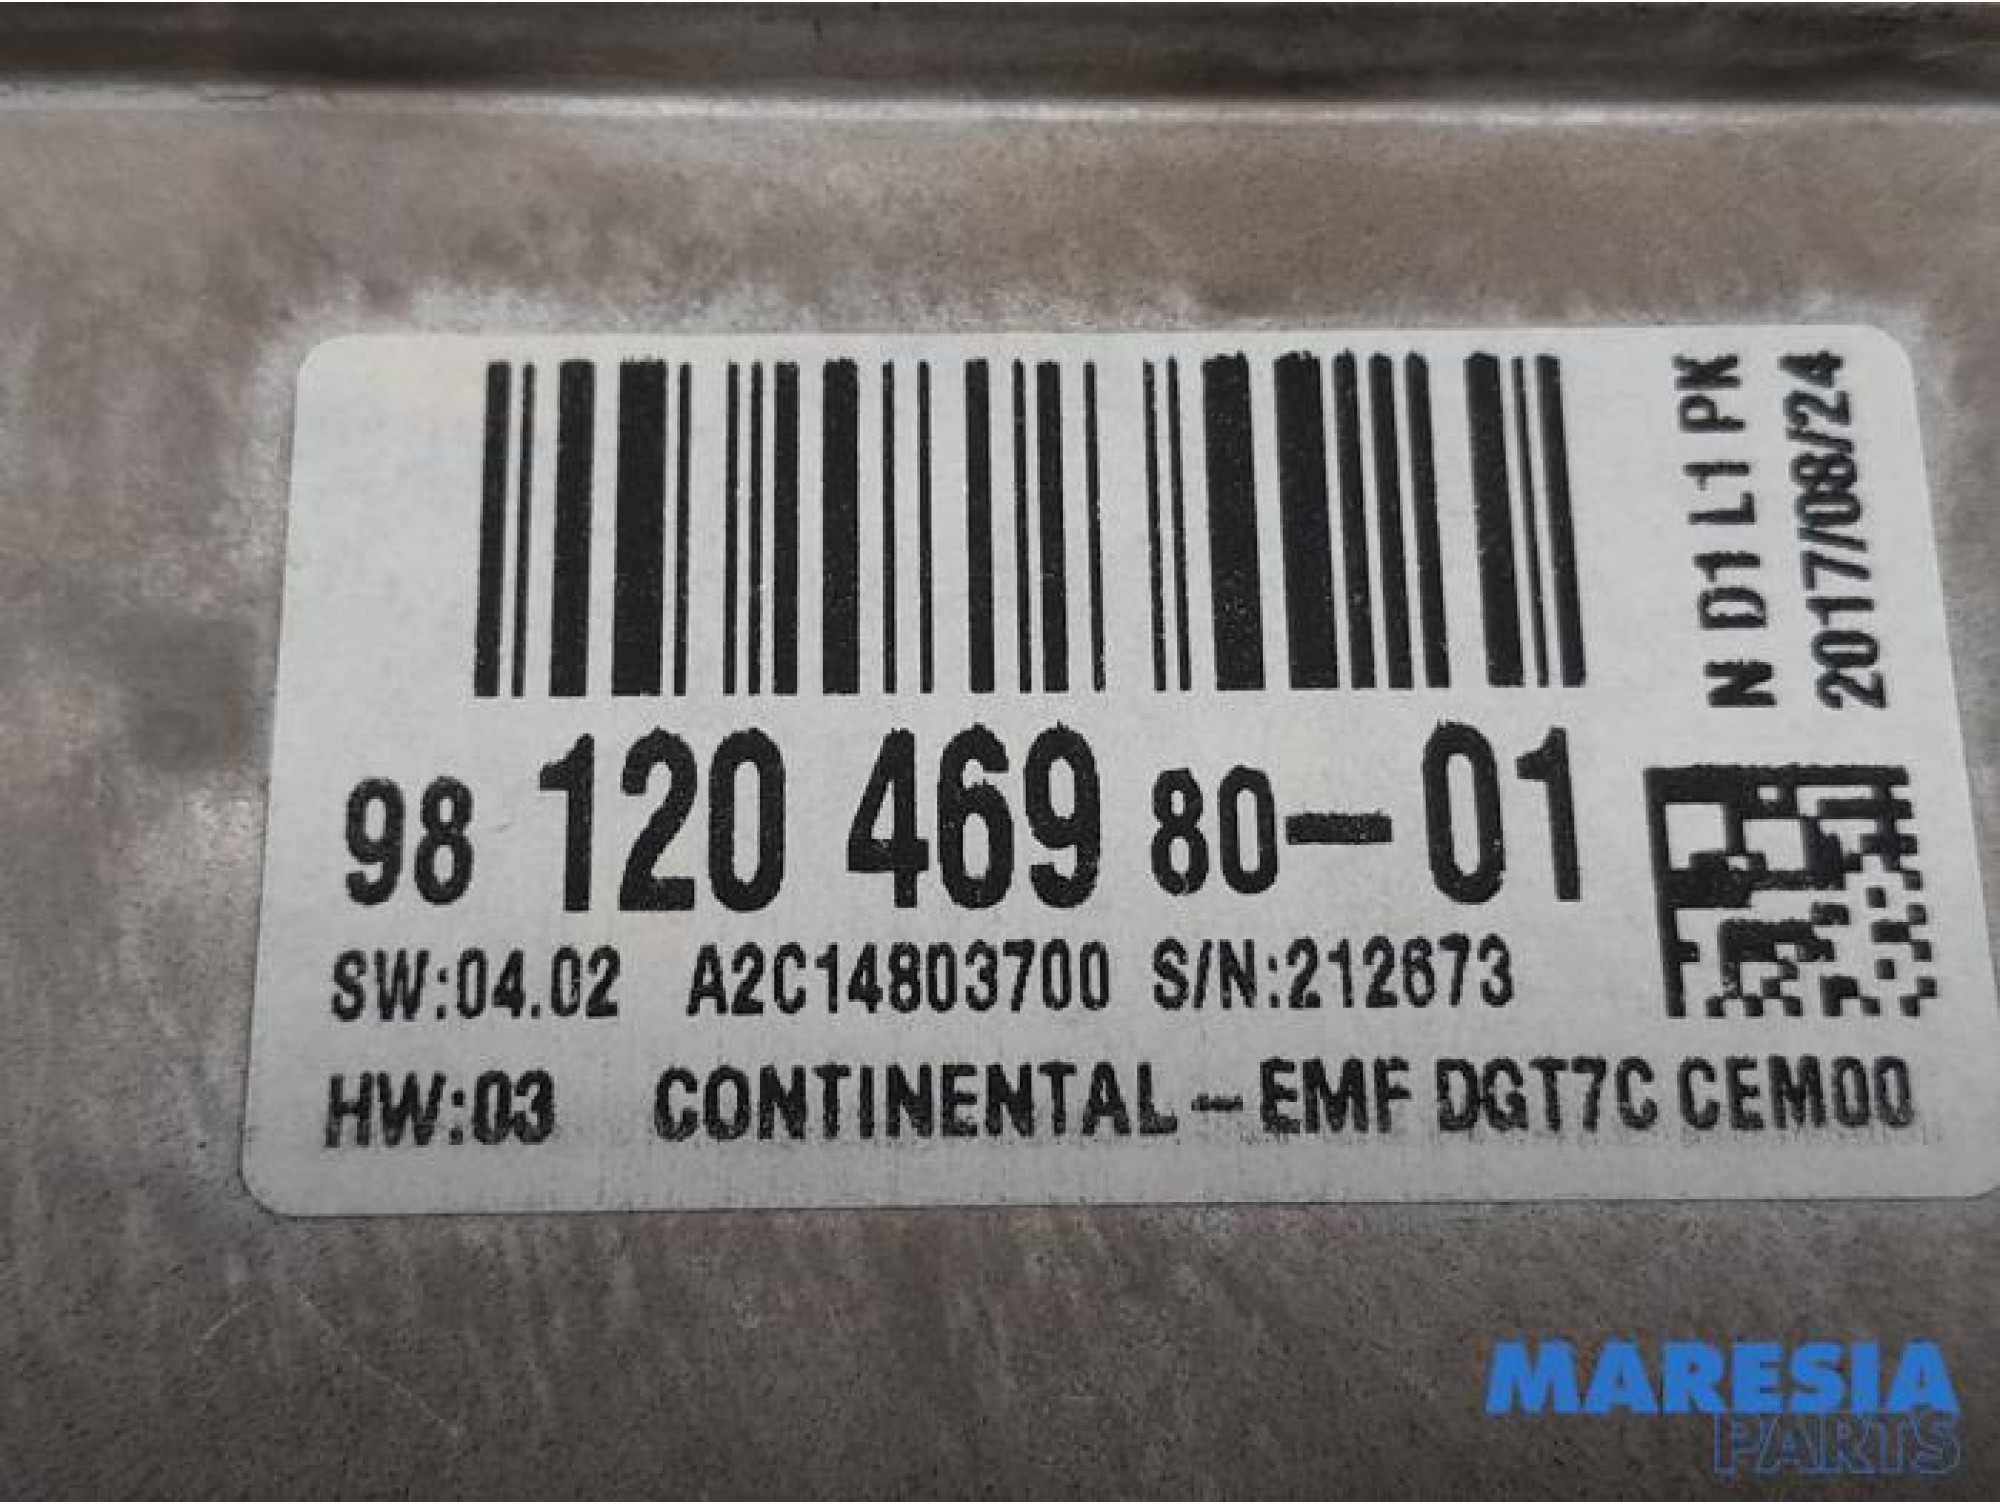 98 120 469 80-01
SW:04.02 A2C14803700 S/N:212673
HW:03 CONTINENTAL-EMF DGT7C CEM00
N D1 L1 PK
2017/08/24
MARESIA
PARTS